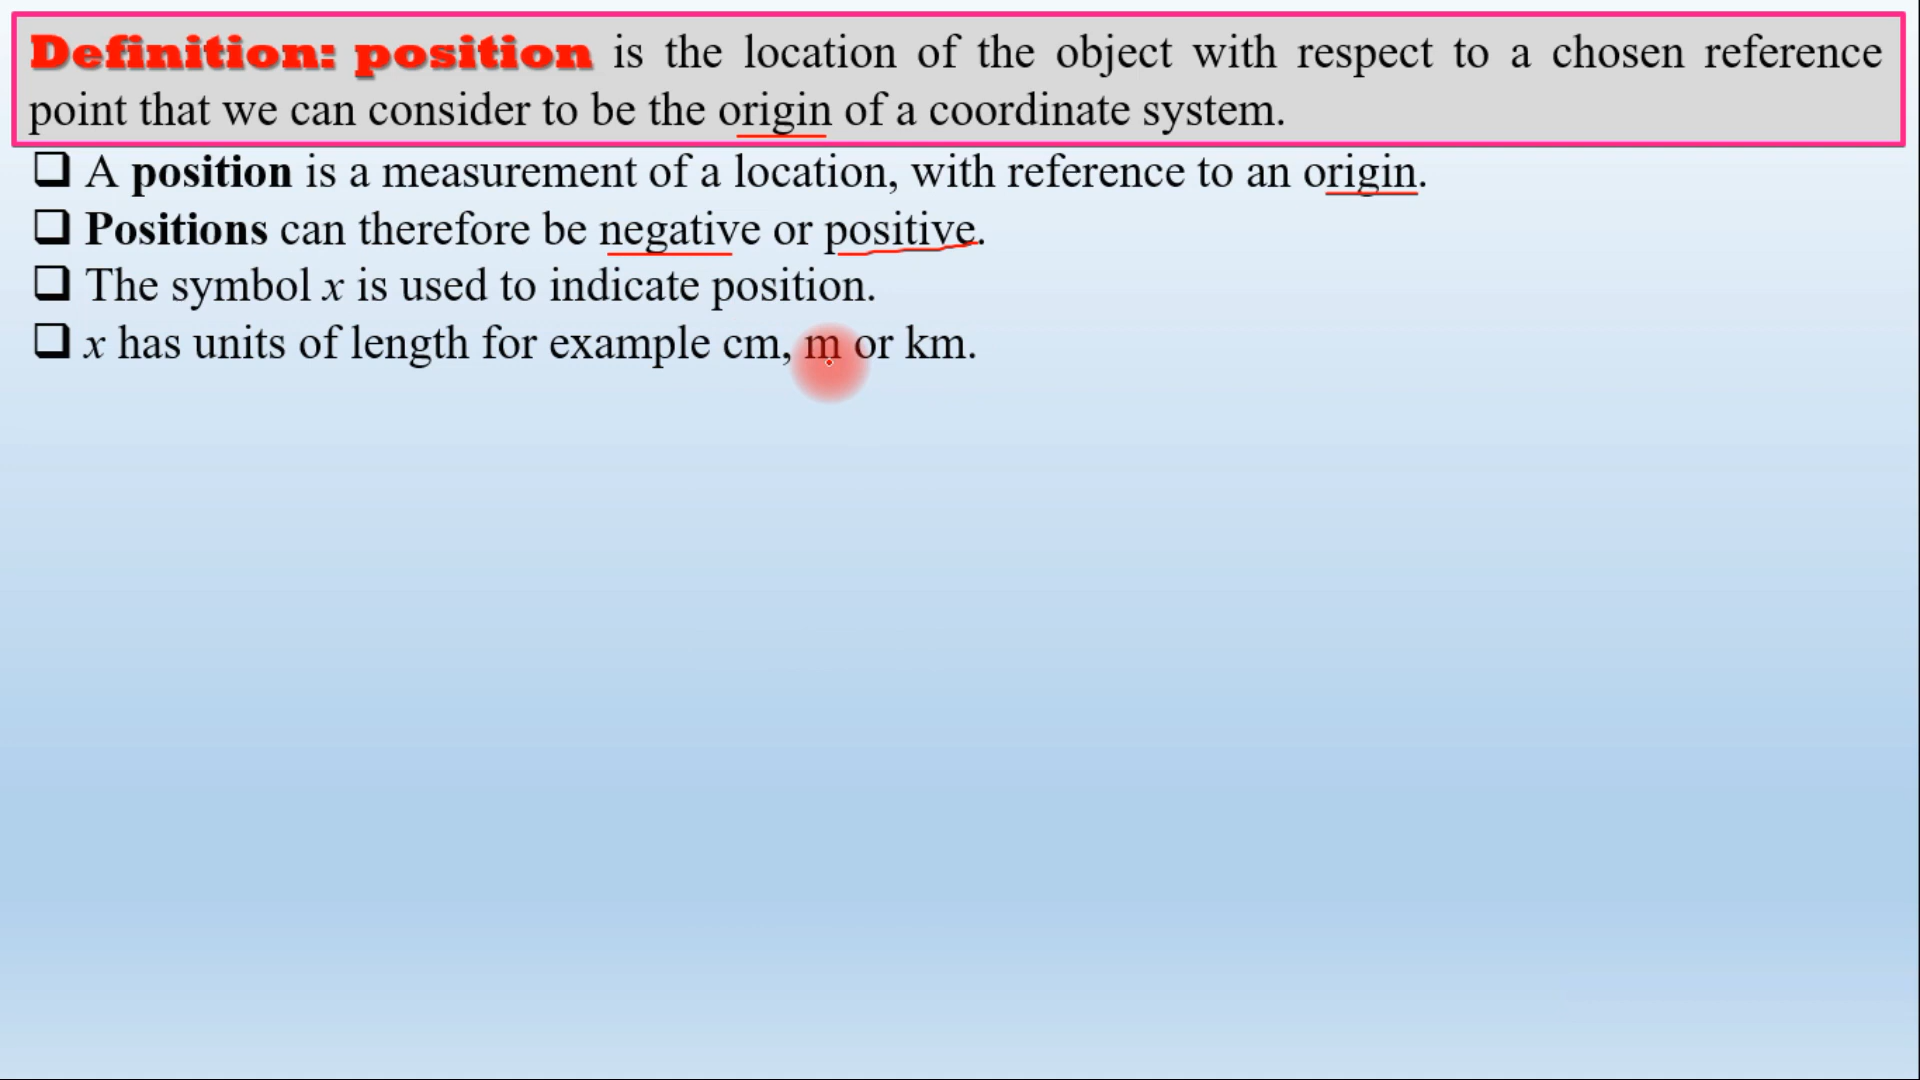 Definition: position is the location of the object with respect to a chosen reference
point that we can consider to be the origin of a coordinate system.
❑ A position is a measurement of a location, with reference to an origin.
❑ Positions can therefore be negative or positive.
❑ The symbol x is used to indicate position.
❑ x has units of length for example cm, m or km.